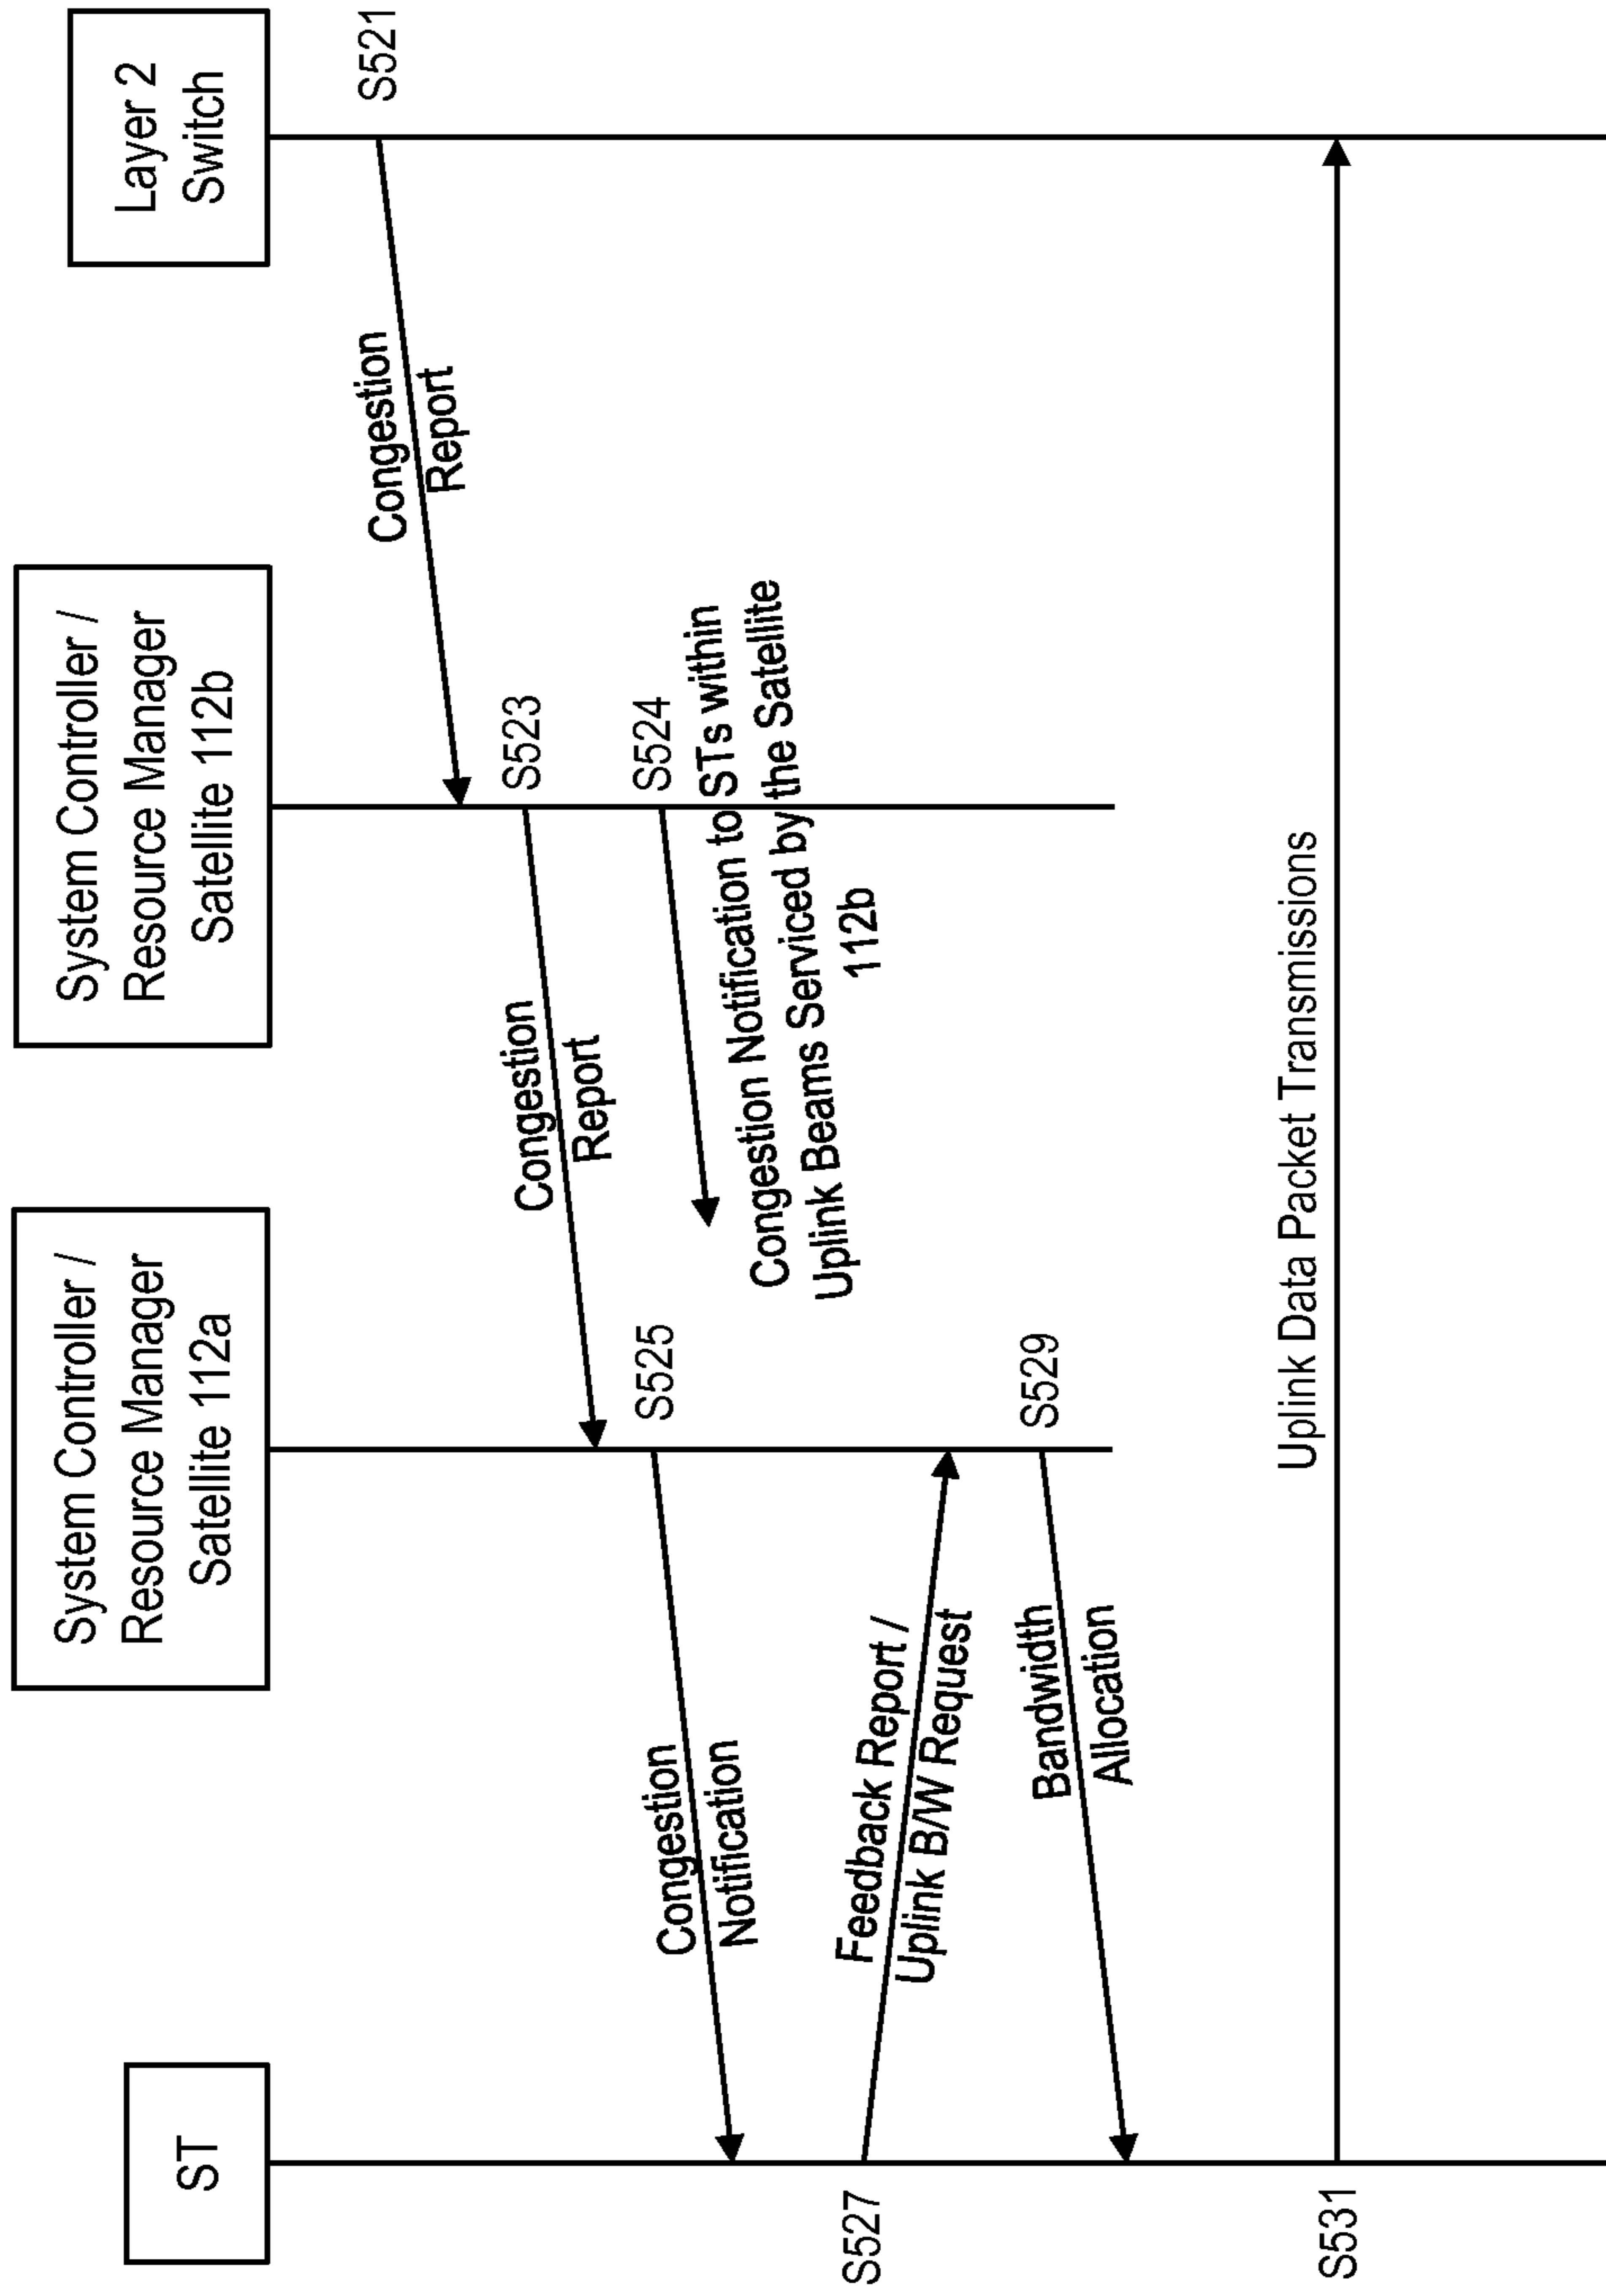 ST
System Controller /
Resource Manager
Satellite 112a
System Controller /
Resource Manager
Satellite 112b
Layer 2
Switch
S521
Congestion
Report
S523
Congestion
Report
S524
Congestion Notification to STs within
Uplink Beams Serviced by the Satellite
112b
S525
Congestion
Notification
S527
Feedback Report /
Uplink B/W Request
S529
Bandwidth
Allocation
S531
Uplink Data Packet Transmissions